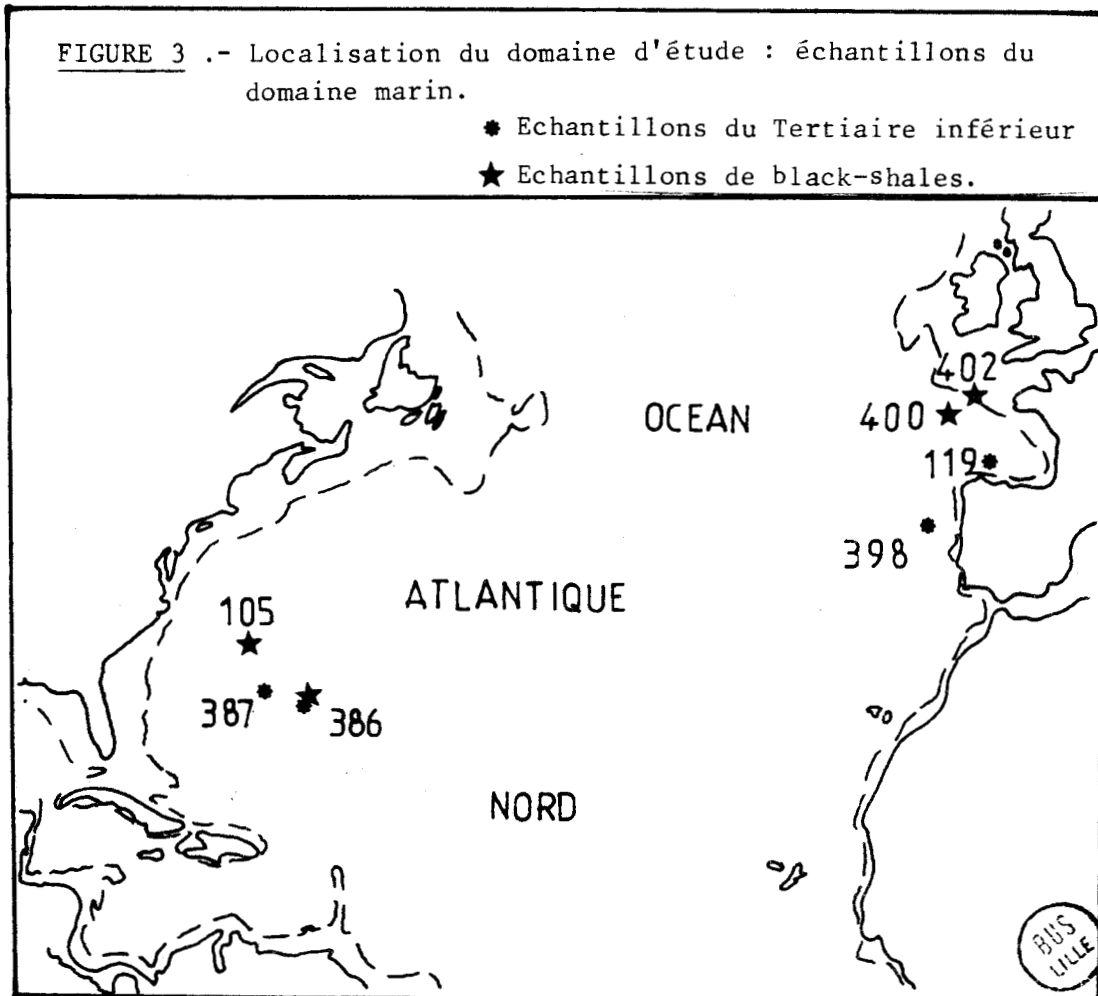 FIGURE 3 .- Localisation du domaine d'étude : échantillons du
domaine marin.
Echantillons du Tertiaire inférieur
Echantillons de black-shales.
402
OCEAN
400
119
398
ATLANTIQUE
105
387
386
NORD
BUS
LILLE